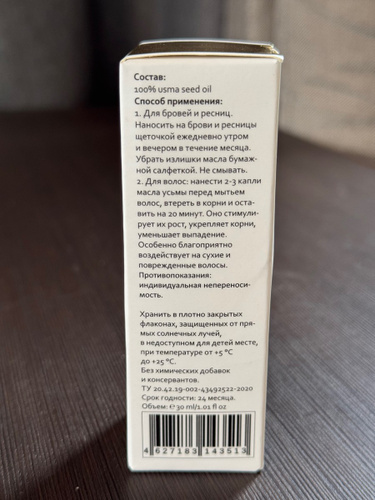 Состав:
100% usma seed oil
Способ применения:
1. Для бровей и ресниц.
Наносить на брови и ресницы
щеточкой ежедневно утром
и вечером в течение месяца.
Убрать излишки масла бумаж-
ной салфеткой. Не смывать.
2. Для волос: нанести 2-3 капли
масла усьмы перед мытьем
волос, втереть в корни и оста-
вить на 20 минут. Оно стимули-
рует их рост, укрепляет корни,
уменьшает выпадение.
Особенно благоприятно
воздействует на сухие и
поврежденные волосы.
Противопоказания:
индивидуальная непереноси-
мость.
Хранить в плотно закрытых
флаконах, защищенных от пря-
мых солнечных лучей,
в недоступном для детей месте,
при температуре от +5 °C
до +25 °C.
Без химических добавок
и консервантов.
ТУ 20.42.19-002-43492522-2020
Срок годности: 24 месяца.
Объем: ℮ 30 ml/1.01 fl oz
4 627183 143513